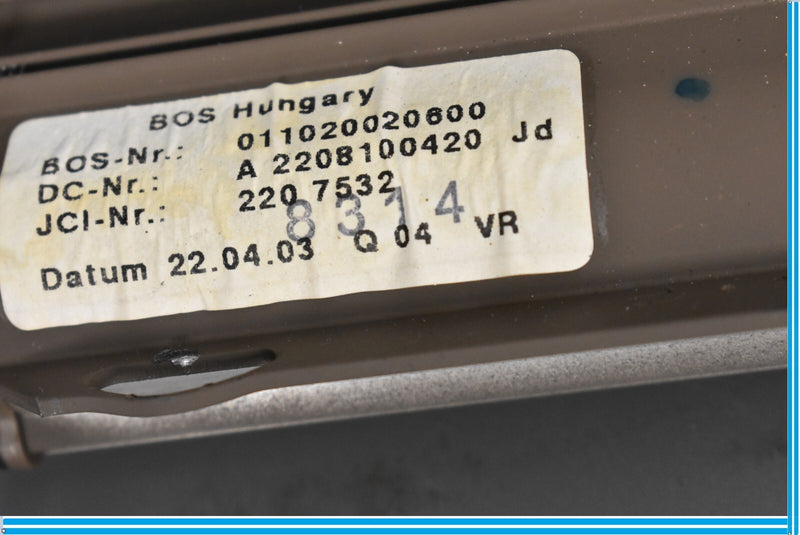 BOS Hungary
BOS-Nr.: 011020020600
DC-Nr.: A 2208100420 Jd
JCI-Nr.: 220 7532
8314
Datum 22.04.03 Q 04 VR